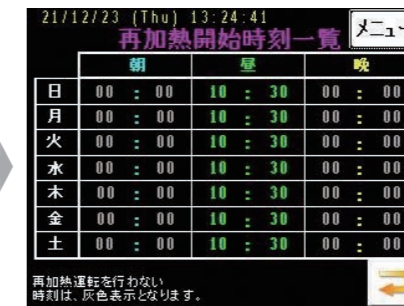 21/12/23 (Thu) 13:24:41
再加熱開始時刻一覧
メニュー
朝 昼 晩
日 00 : 00 10 : 30 00 : 00
月 00 : 00 10 : 30 00 : 00
火 00 : 00 10 : 30 00 : 00
水 00 : 00 10 : 30 00 : 00
木 00 : 00 10 : 30 00 : 00
金 00 : 00 10 : 30 00 : 00
土 00 : 00 10 : 30 00 : 00
再加熱運転を行わない
時刻は、灰色表示となります。